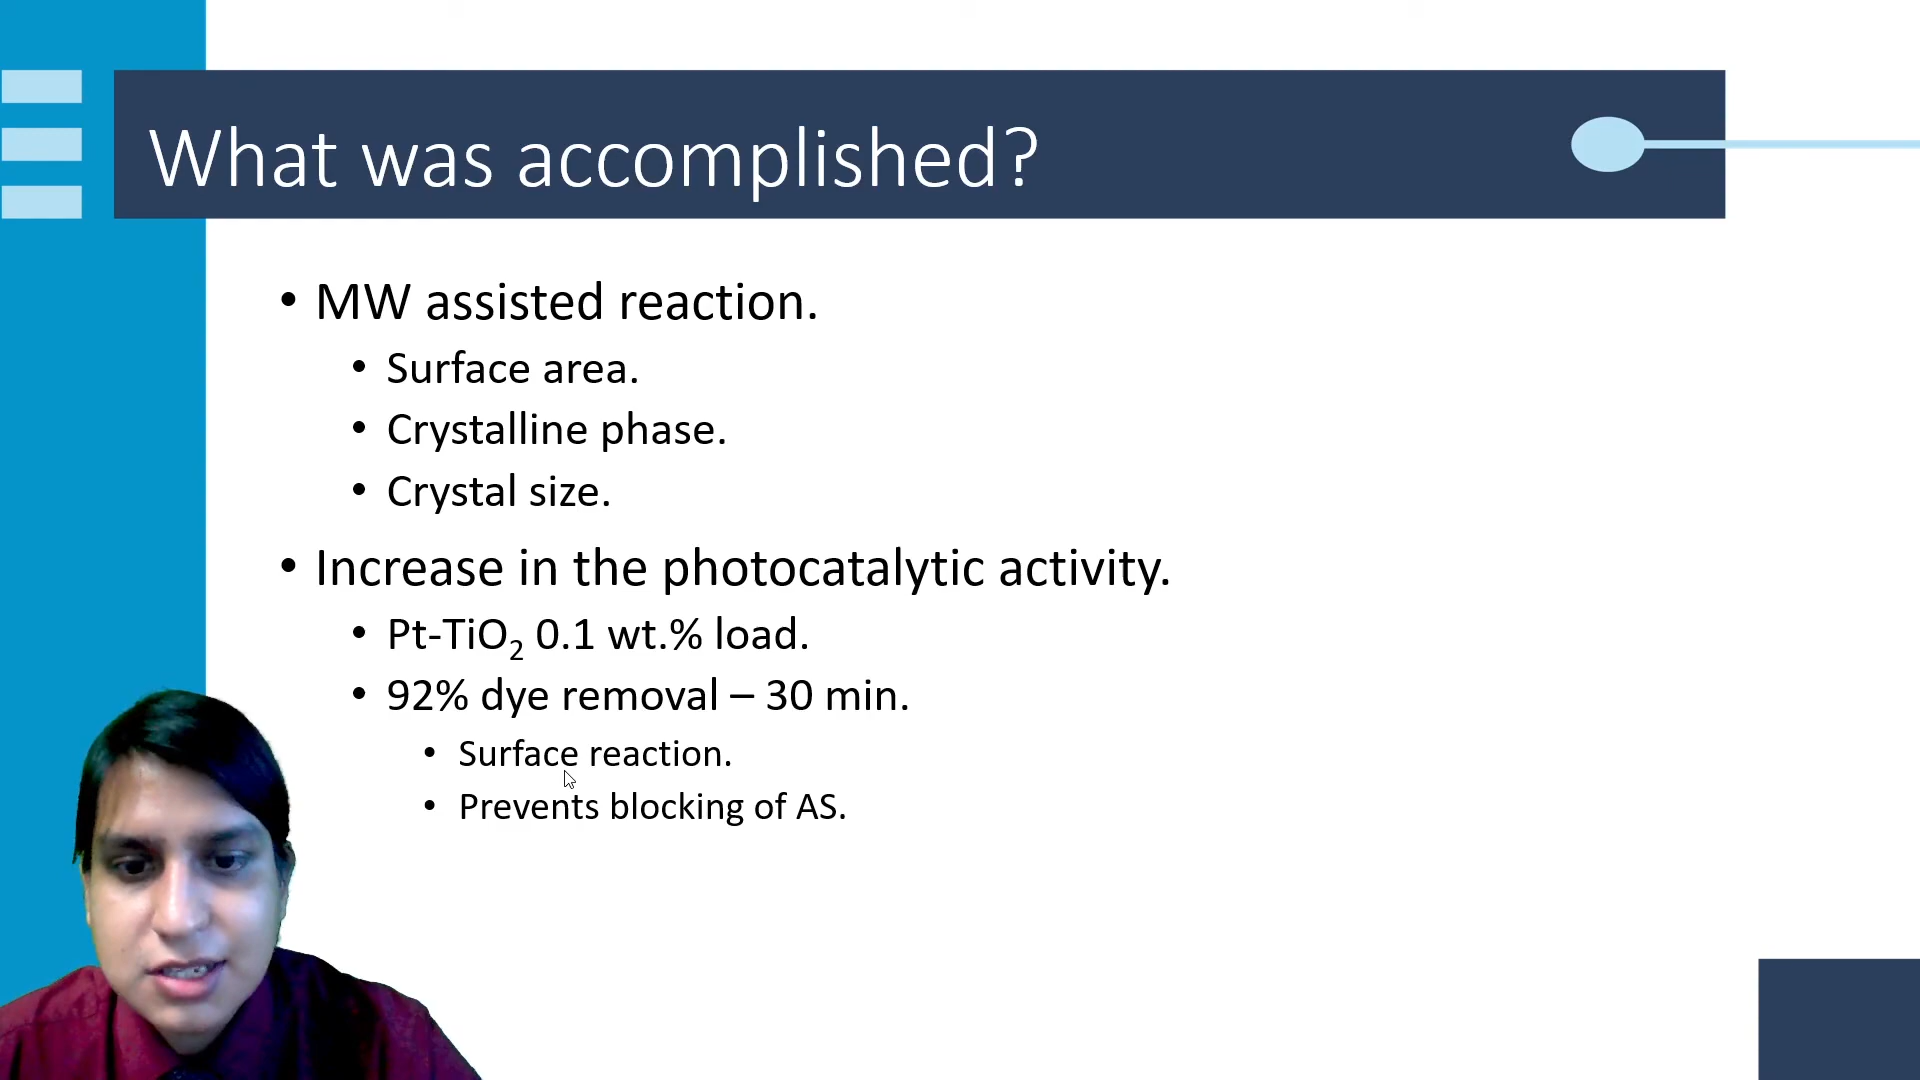 What was accomplished?
• MW assisted reaction.
• Surface area.
• Crystalline phase.
• Crystal size.
• Increase in the photocatalytic activity.
• Pt-TiO₂ 0.1 wt.% load.
• 92% dye removal – 30 min.
• Surface reaction.
• Prevents blocking of AS.